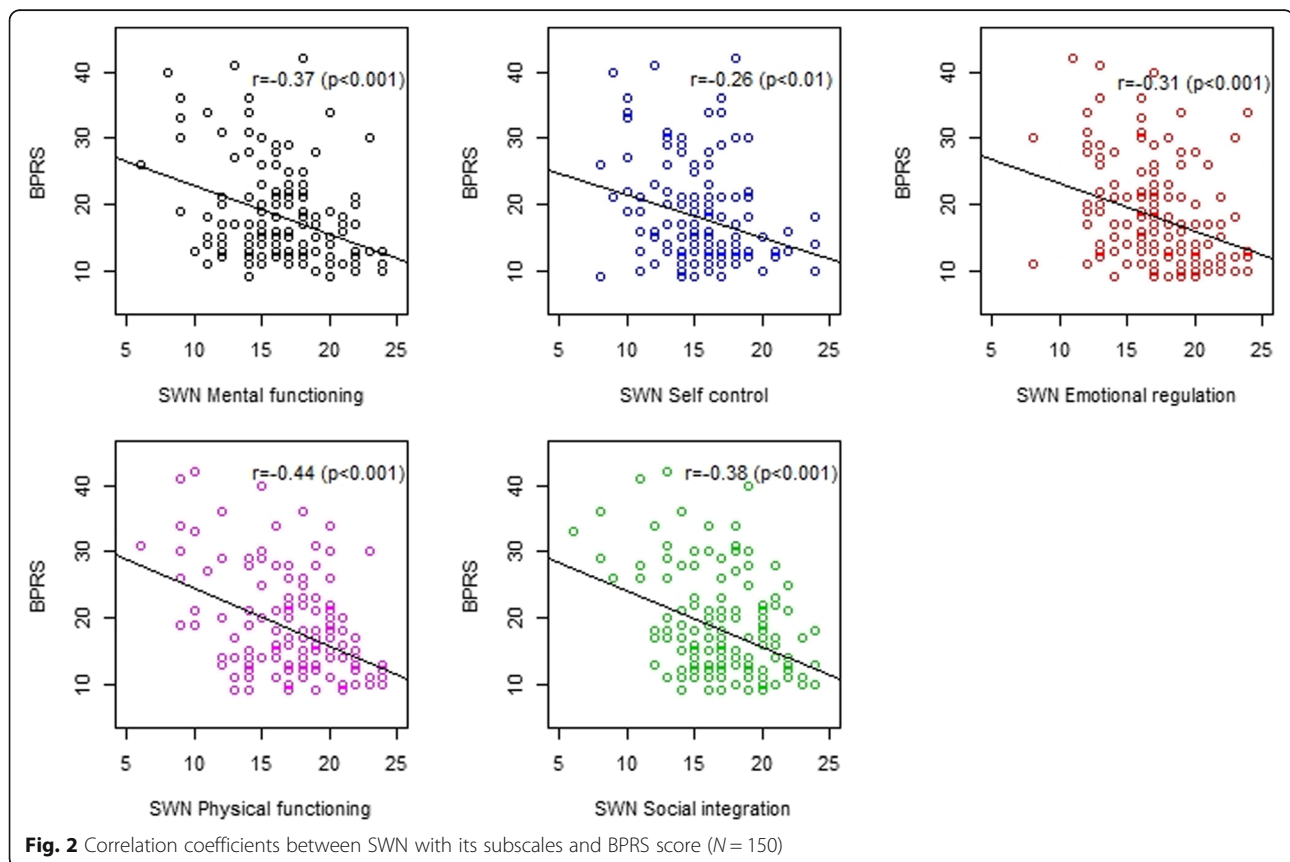 BPRS
40
30
20
10
r=-0.37 (p<0.001)
5 10 15 20 25
SWN Mental functioning
BPRS
40
30
20
10
r=-0.26 (p<0.01)
5 10 15 20 25
SWN Self control
BPRS
40
30
20
10
r=-0.31 (p<0.001)
5 10 15 20 25
SWN Emotional regulation
BPRS
40
30
20
10
r=-0.44 (p<0.001)
5 10 15 20 25
SWN Physical functioning
BPRS
40
30
20
10
r=-0.38 (p<0.001)
5 10 15 20 25
SWN Social integration
Fig. 2 Correlation coefficients between SWN with its subscales and BPRS score (N = 150)